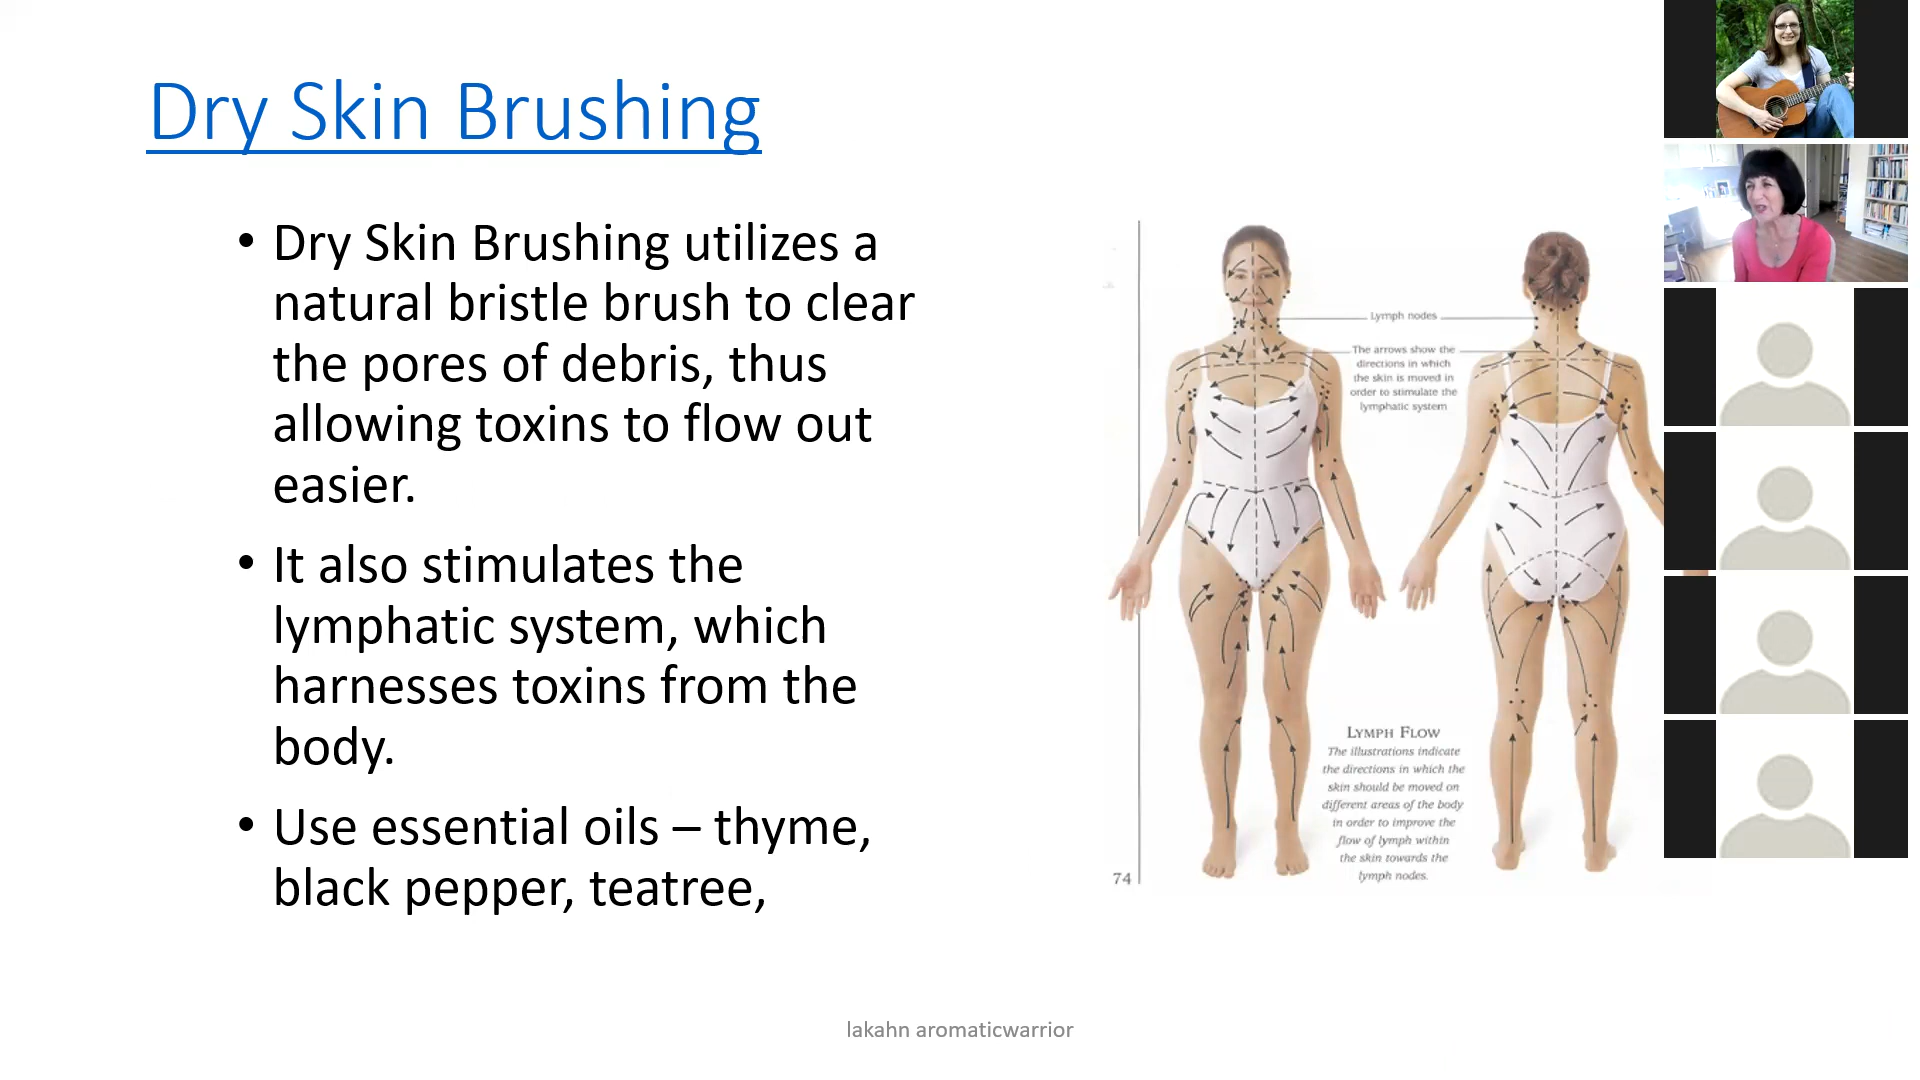 Dry Skin Brushing
• Dry Skin Brushing utilizes a
natural bristle brush to clear
the pores of debris, thus
allowing toxins to flow out
easier.
• It also stimulates the
lymphatic system, which
harnesses toxins from the
body.
• Use essential oils – thyme,
black pepper, teatree,
Lymph nodes
The arrows show the
directions in which
the skin is moved in
order to stimulate the
lymphatic system
LYMPH FLOW
The illustrations indicate
the directions in which the
skin should be moved on
different areas of the body
in order to improve the
flow of lymph within
the skin towards the
lymph nodes.
74
lakahn aromaticwarrior